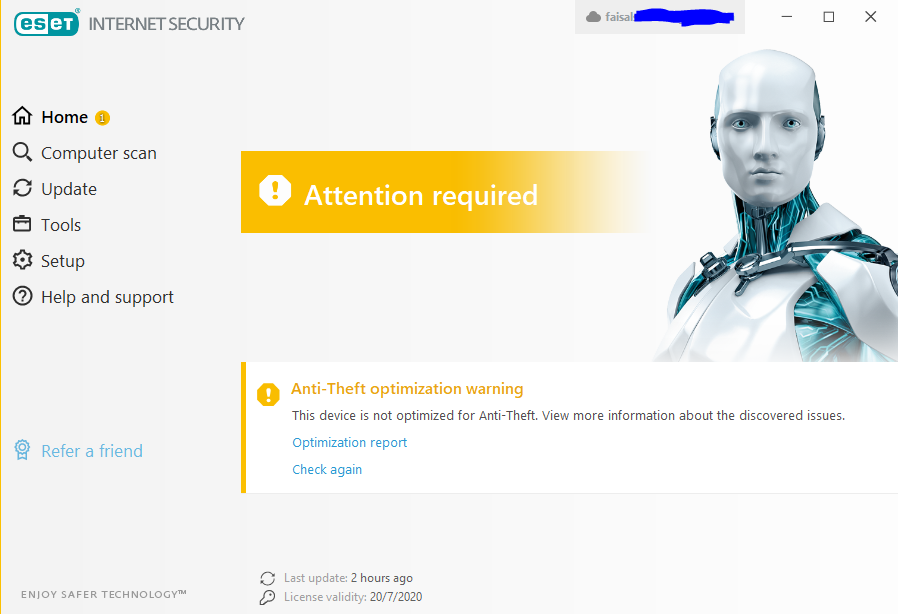 eset® INTERNET SECURITY
faisal
Home 1
Computer scan
Update
Tools
Setup
Help and support
Refer a friend
Attention required
Anti-Theft optimization warning
This device is not optimized for Anti-Theft. View more information about the discovered issues.
Optimization report
Check again
ENJOY SAFER TECHNOLOGY™
Last update: 2 hours ago
License validity: 20/7/2020